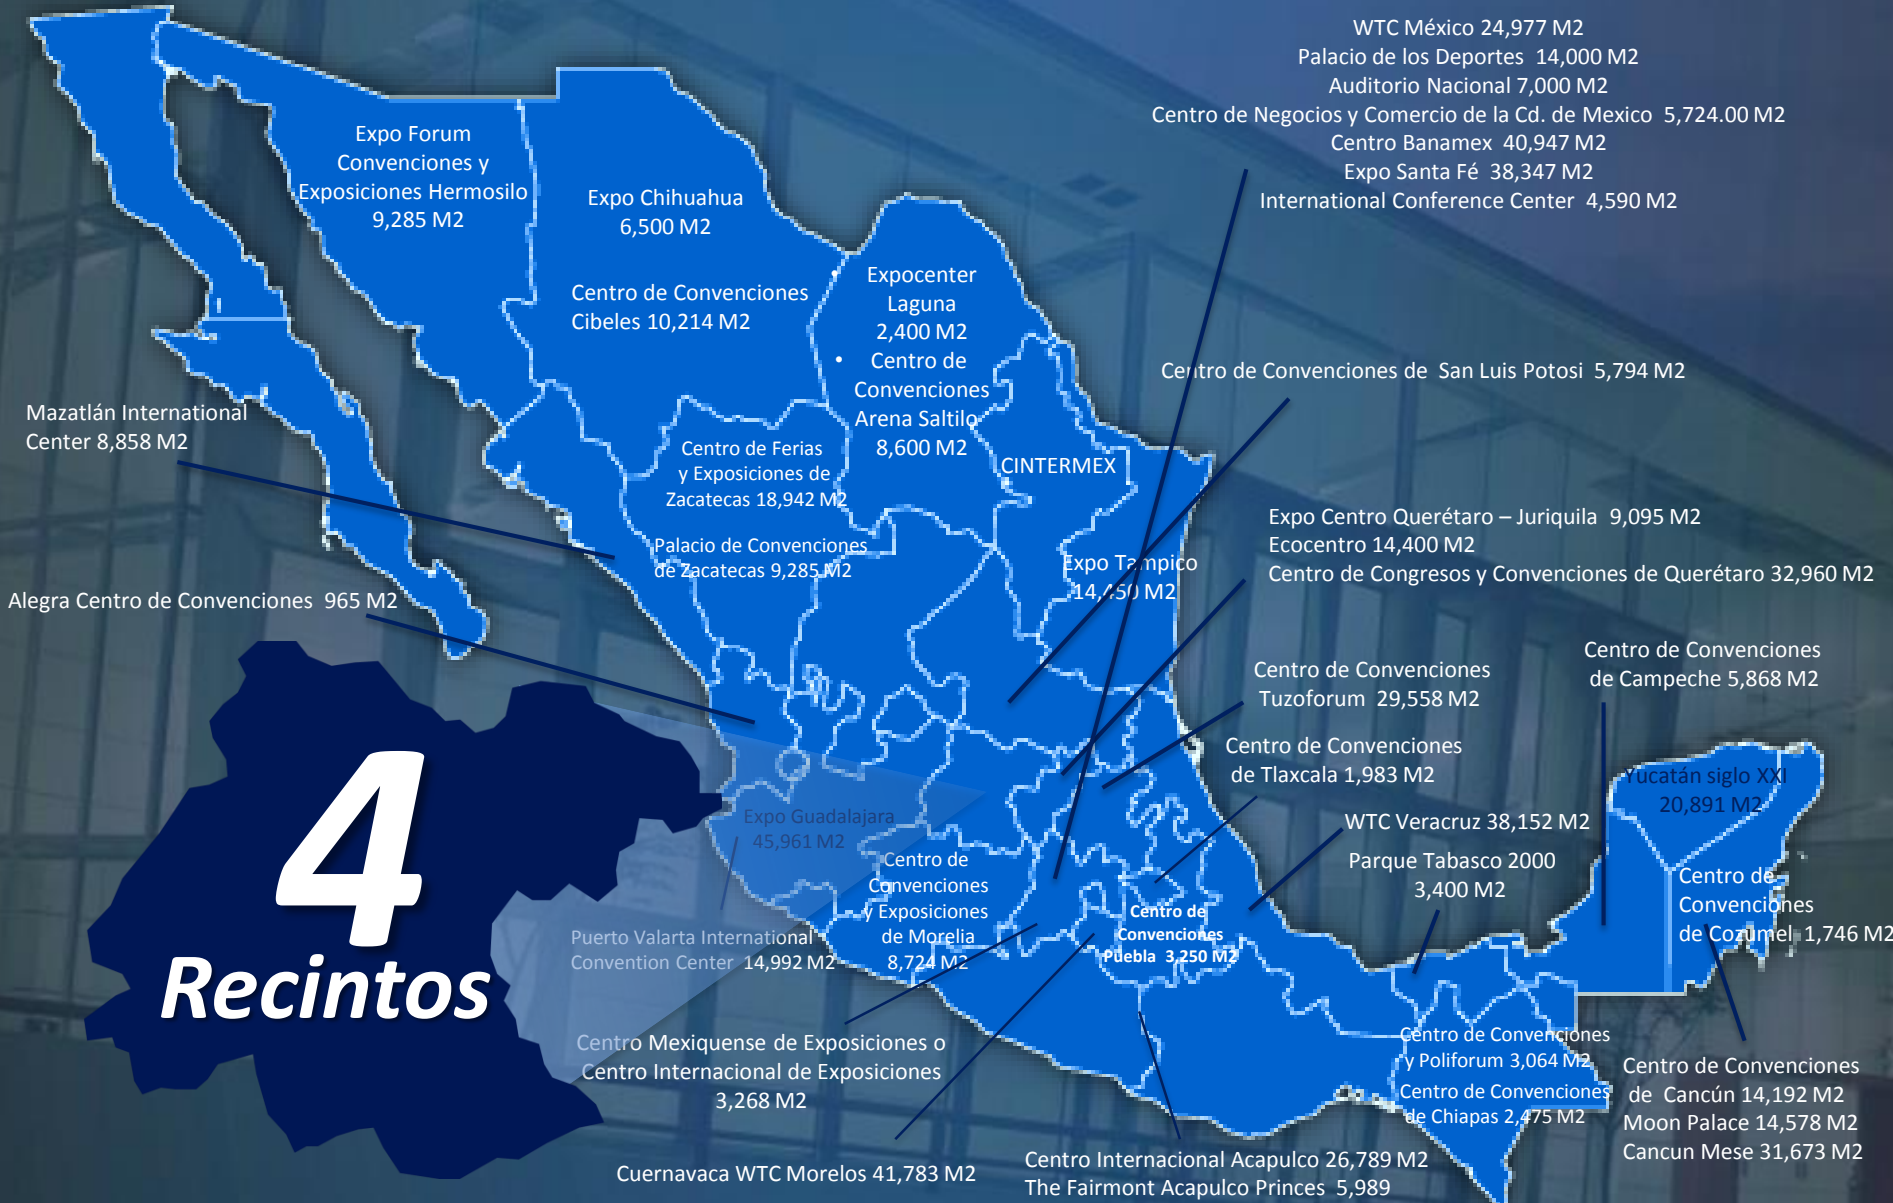 WTC México 24,977 M2
Palacio de los Deportes 14,000 M2
Auditorio Nacional 7,000 M2
Centro de Negocios y Comercio de la Cd. de Mexico 5,724.00 M2
Centro Banamex 40,947 M2
Expo Santa Fé 38,347 M2
International Conference Center 4,590 M2
Expo Forum
Convenciones y
Exposiciones Hermosilo
9,285 M2
Expo Chihuahua
6,500 M2
Centro de Convenciones
Cibeles 10,214 M2
• Expocenter
Laguna
2,400 M2
• Centro de
Convenciones
Arena Saltilo
8,600 M2
Centro de Convenciones de San Luis Potosi 5,794 M2
Mazatlán International
Center 8,858 M2
Centro de Ferias
y Exposiciones de
Zacatecas 18,942 M2
CINTERMEX
Palacio de Convenciones
de Zacatecas 9,285 M2
Expo Tampico
14,450 M2
Expo Centro Querétaro – Juriquila 9,095 M2
Ecocentro 14,400 M2
Centro de Congresos y Convenciones de Querétaro 32,960 M2
Alegra Centro de Convenciones 965 M2
Centro de Convenciones
Tuzoforum 29,558 M2
Centro de Convenciones
de Campeche 5,868 M2
Centro de Convenciones
de Tlaxcala 1,983 M2
Yucatán siglo XXI
20,891 M2
4
Recintos
Expo Guadalajara
45,961 M2
WTC Veracruz 38,152 M2
Parque Tabasco 2000
3,400 M2
Centro de
Convenciones
y Exposiciones
de Morelia
8,724 M2
Centro de
Convenciones
de Cozumel 1,746 M2
Centro de
Convenciones
Puebla 3,250 M2
Puerto Valarta International
Convention Center 14,992 M2
Centro Mexiquense de Exposiciones o
Centro Internacional de Exposiciones
3,268 M2
Centro de Convenciones
y Poliforum 3,064 M2
Centro de Convenciones
de Chiapas 2,475 M2
Centro de Convenciones
de Cancún 14,192 M2
Moon Palace 14,578 M2
Cancun Mese 31,673 M2
Cuernavaca WTC Morelos 41,783 M2
Centro Internacional Acapulco 26,789 M2
The Fairmont Acapulco Princes 5,989